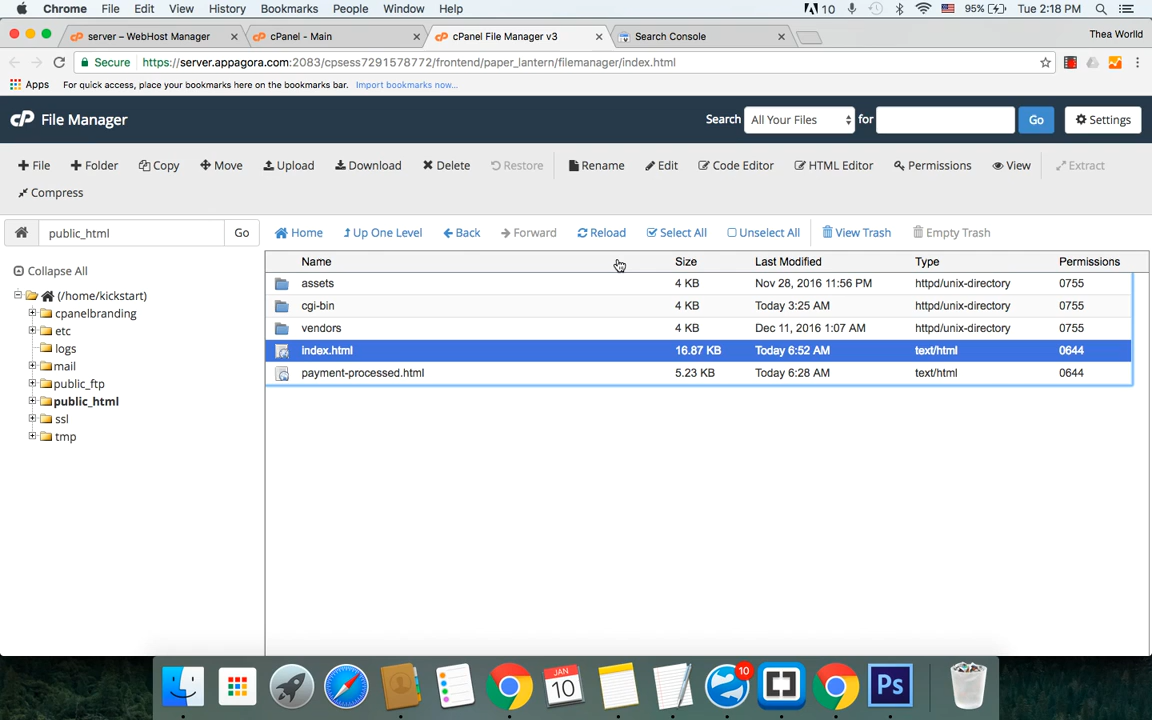 Chrome File Edit View History Bookmarks People Window Help 10 95% Tue 2:18 PM
server – WebHost Manager cPanel - Main cPanel File Manager v3 Search Console Thea Worlld
Secure https://server.appagora.com:2083/cpsess7291578772/frontend/paper_lantern/filemanager/index.html
Apps For quick access, place your bookmarks here on the bookmarks bar. Import bookmarks now...
cP File Manager Search All Your Files for Go Settings
File Folder Copy Move Upload Download Delete Restore Rename Edit Code Editor HTML Editor Permissions View Extract
Compress
public_html Go Home Up One Level Back Forward Reload Select All Unselect All View Trash Empty Trash
Name Size Last Modified Type Permissions
Collapse All
(/home/kickstart)
cpanelbranding
etc
logs
mail
public_ftp
public_html
ssl
tmp
assets 4 KB Nov 28, 2016 11:56 PM httpd/unix-directory 0755
cgi-bin 4 KB Today 3:25 AM httpd/unix-directory 0755
vendors 4 KB Dec 11, 2016 1:07 AM httpd/unix-directory 0755
index.html 16.87 KB Today 6:52 AM text/html 0644
payment-processed.html 5.23 KB Today 6:28 AM text/html 0644
JAN
10
10
Ps